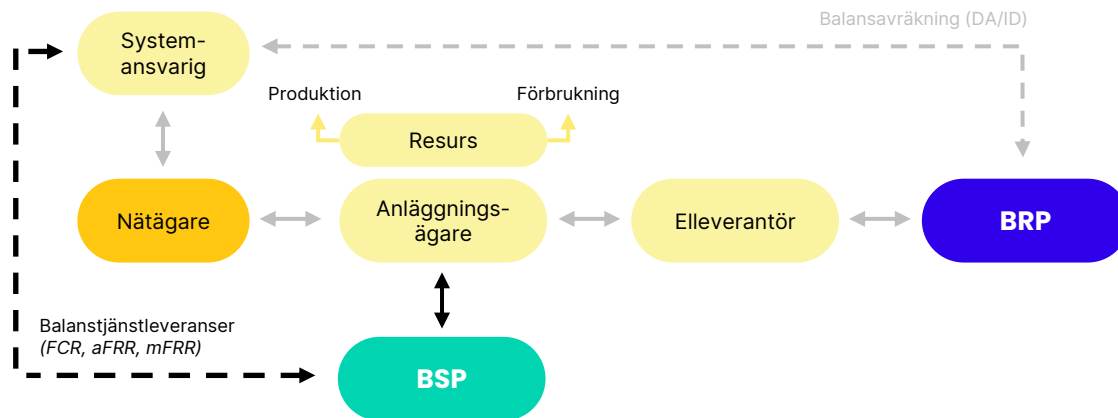 Balansavräkning (DA/ID)
System-
ansvarig
Produktion
Förbrukning
Resurs
Nätägare
Anläggnings-
ägare
Elleverantör
BRP
Balanstjänstleveranser
(FCR, aFRR, mFRR)
BSP